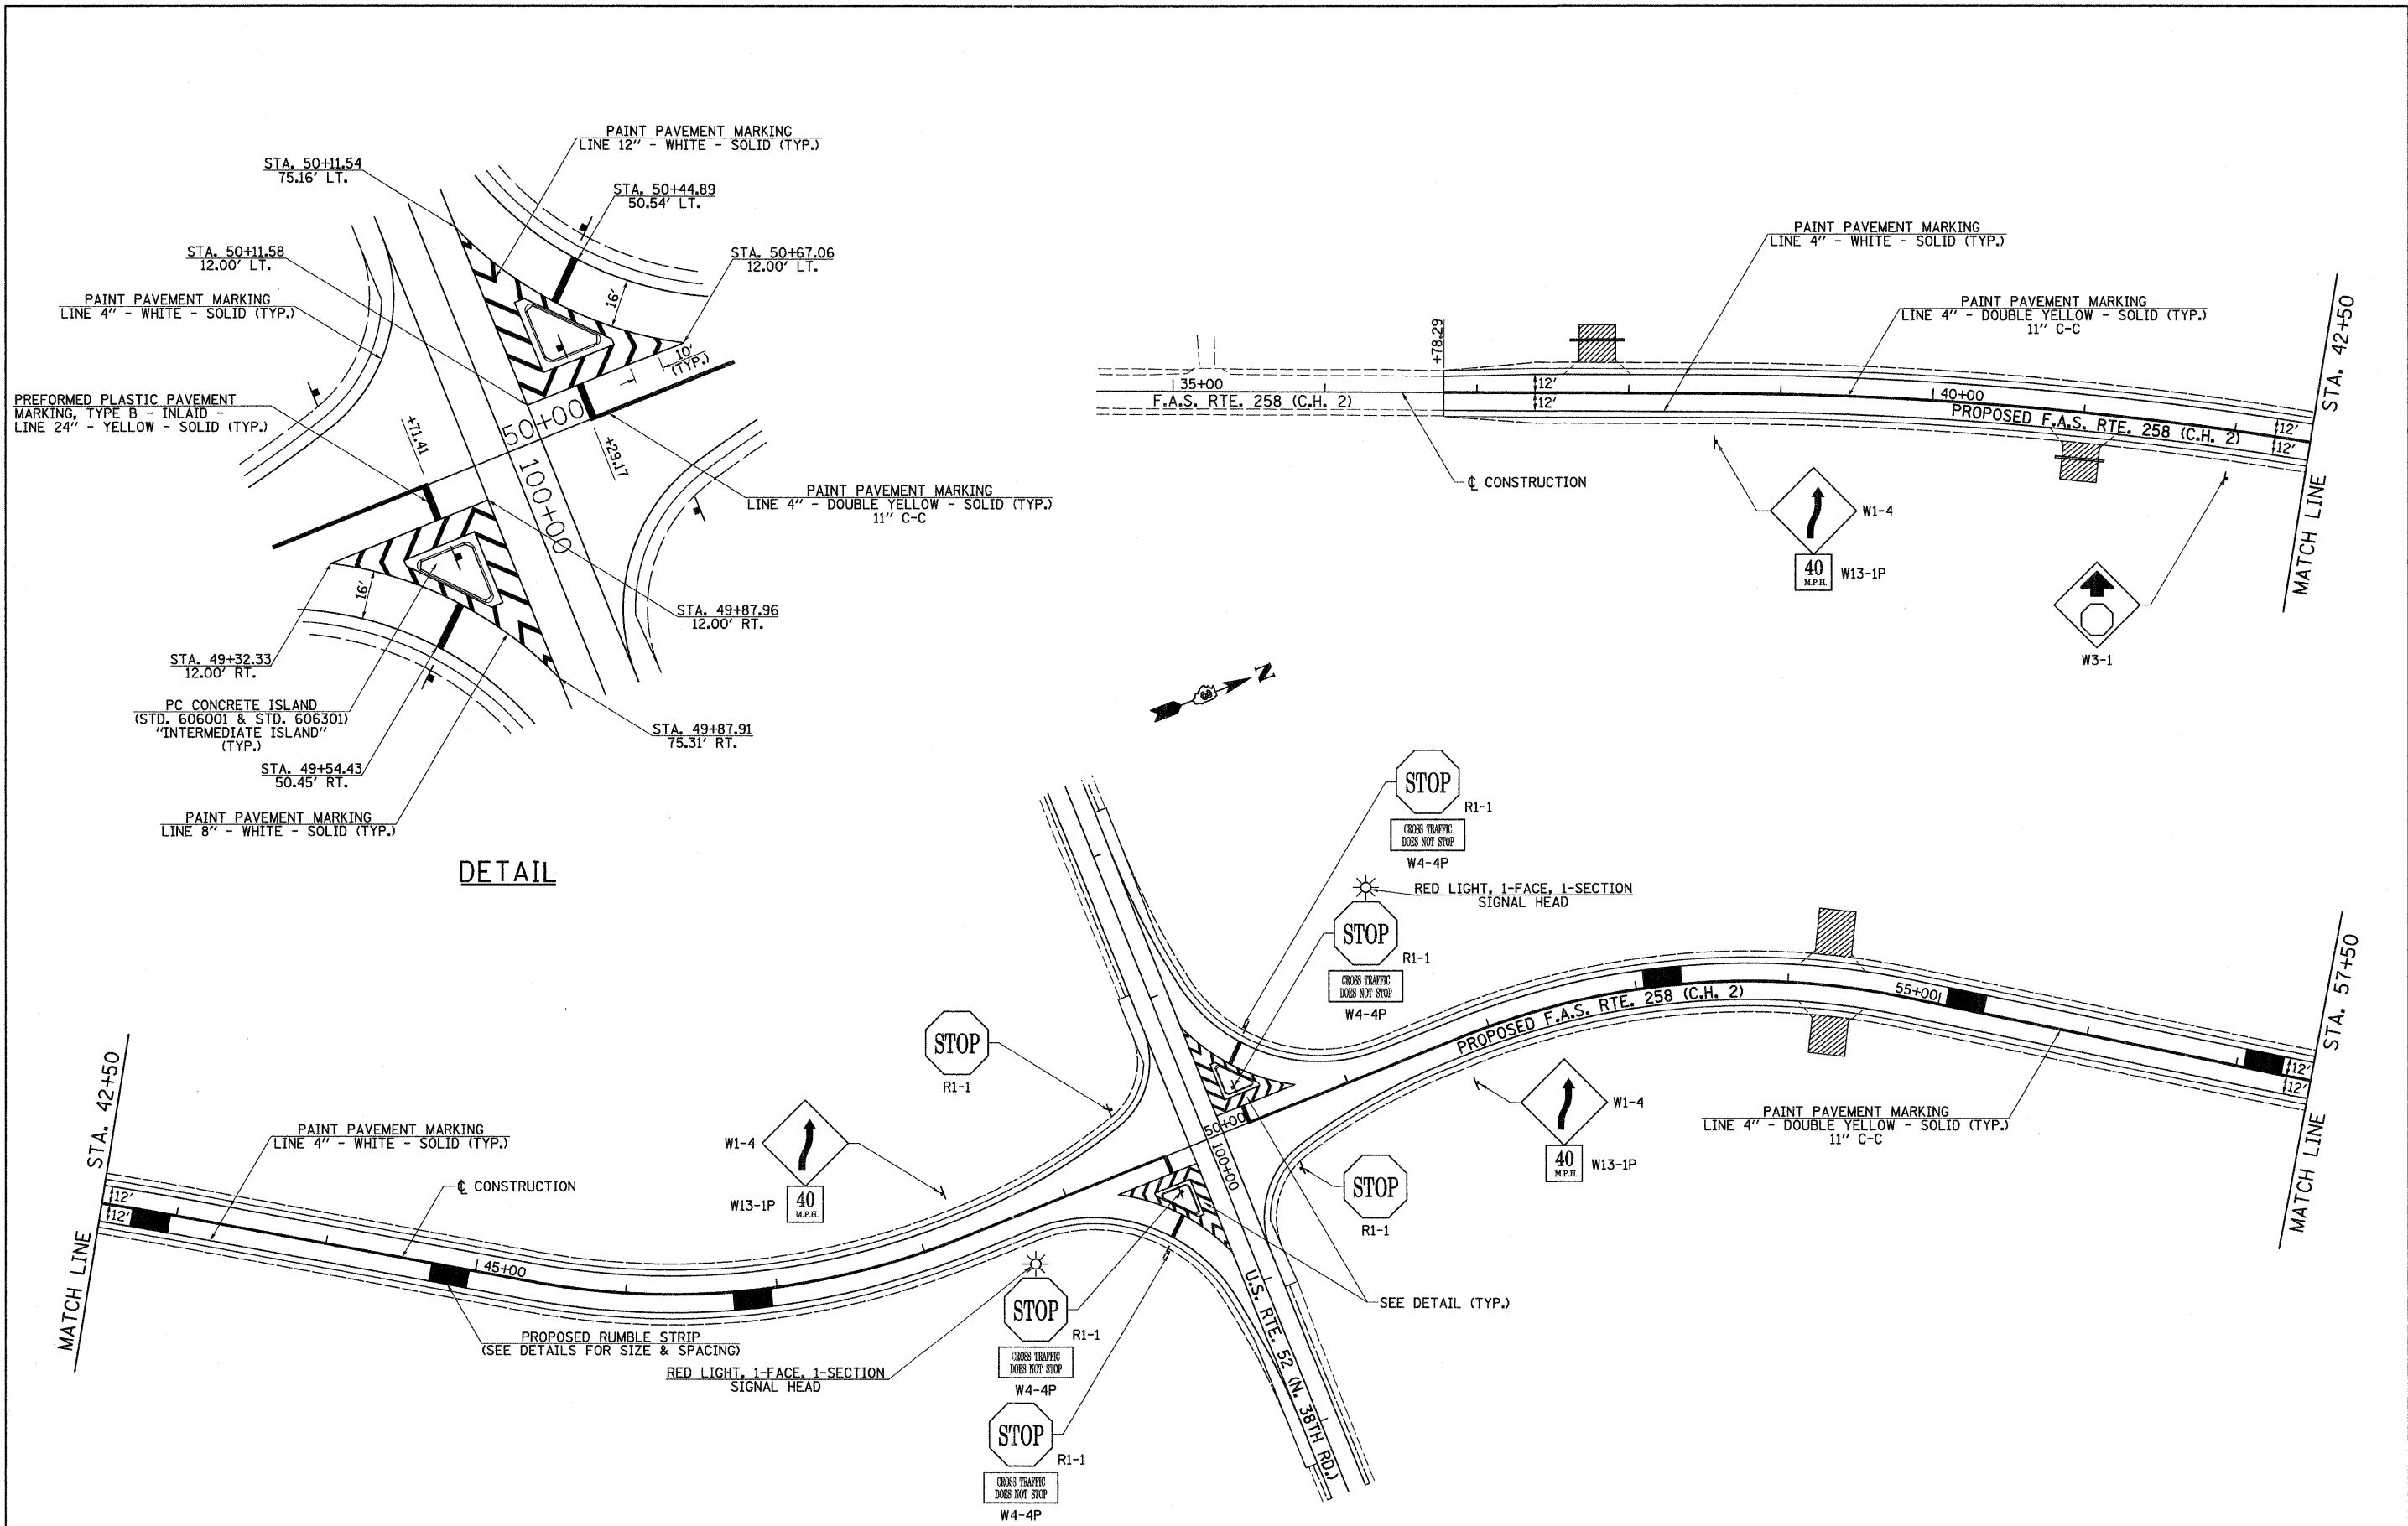 PAINT PAVEMENT MARKING
LINE 12" - WHITE - SOLID (TYP.)
STA. 50+11.54
75.16' LT.
STA. 50+44.89
50.54' LT.
STA. 50+11.58
12.00' LT.
STA. 50+67.06
12.00' LT.
PAINT PAVEMENT MARKING
LINE 4" - WHITE - SOLID (TYP.)
16'
10'
(TYP.)
PREFORMED PLASTIC PAVEMENT
MARKING, TYPE B - INLAID -
LINE 24" - YELLOW - SOLID (TYP.)
+71.41
50+00
100+00
+29.17
PAINT PAVEMENT MARKING
LINE 4" - DOUBLE YELLOW - SOLID (TYP.)
11" C-C
16'
STA. 49+87.96
12.00' RT.
STA. 49+32.33
12.00' RT.
PC CONCRETE ISLAND
(STD. 606001 & STD. 606301)
"INTERMEDIATE ISLAND"
(TYP.)
STA. 49+87.91
75.31' RT.
STA. 49+54.43
50.45' RT.
PAINT PAVEMENT MARKING
LINE 8" - WHITE - SOLID (TYP.)
DETAIL
PAINT PAVEMENT MARKING
LINE 4" - WHITE - SOLID (TYP.)
PAINT PAVEMENT MARKING
LINE 4" - DOUBLE YELLOW - SOLID (TYP.)
11" C-C
+78.29
35+00
F.A.S. RTE. 258 (C.H. 2)
12'
12'
40+00
PROPOSED F.A.S. RTE. 258 (C.H. 2)
12'
12'
MATCH LINE STA. 42+50
℄ CONSTRUCTION
W1-4
40
M.P.H.
W13-1P
W3-1
N
3
STOP
R1-1
CROSS TRAFFIC
DOES NOT STOP
W4-4P
RED LIGHT, 1-FACE, 1-SECTION
SIGNAL HEAD
STOP
R1-1
CROSS TRAFFIC
DOES NOT STOP
W4-4P
STOP
R1-1
MATCH LINE STA. 42+50
12'
12'
PAINT PAVEMENT MARKING
LINE 4" - WHITE - SOLID (TYP.)
℄ CONSTRUCTION
45+00
PROPOSED RUMBLE STRIP
(SEE DETAILS FOR SIZE & SPACING)
W1-4
40
M.P.H.
W13-1P
RED LIGHT, 1-FACE, 1-SECTION
SIGNAL HEAD
STOP
R1-1
CROSS TRAFFIC
DOES NOT STOP
W4-4P
STOP
R1-1
CROSS TRAFFIC
DOES NOT STOP
W4-4P
50+00
100+00
U.S. RTE. 52 (N. 38TH RD.)
SEE DETAIL (TYP.)
STOP
R1-1
PROPOSED F.A.S. RTE. 258 (C.H. 2)
55+00
W1-4
40
M.P.H.
W13-1P
PAINT PAVEMENT MARKING
LINE 4" - DOUBLE YELLOW - SOLID (TYP.)
11" C-C
12'
12'
MATCH LINE STA. 57+50